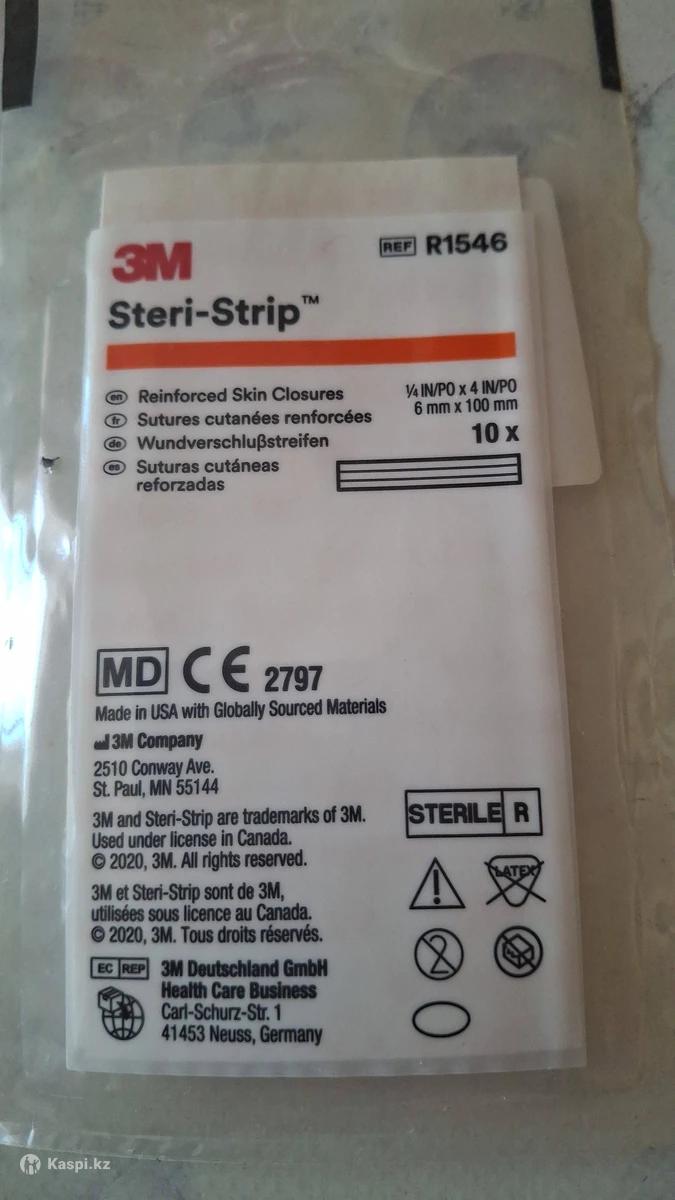 3M
REF R1546
Steri-Strip™
en Reinforced Skin Closures
fr Sutures cutanées renforcées
de Wundverschlußstreifen
es Suturas cutáneas
reforzadas
¼ IN/PO x 4 IN/PO
6 mm x 100 mm
10 x
MD CE 2797
Made in USA with Globally Sourced Materials
3M Company
2510 Conway Ave.
St. Paul, MN 55144
3M and Steri-Strip are trademarks of 3M.
Used under license in Canada.
© 2020, 3M. All rights reserved.
3M et Steri-Strip sont de 3M,
utilisées sous licence au Canada.
© 2020, 3M. Tous droits réservés.
EC REP 3M Deutschland GmbH
Health Care Business
Carl-Schurz-Str. 1
41453 Neuss, Germany
STERILE R
LATEX
2
Kaspi.kz